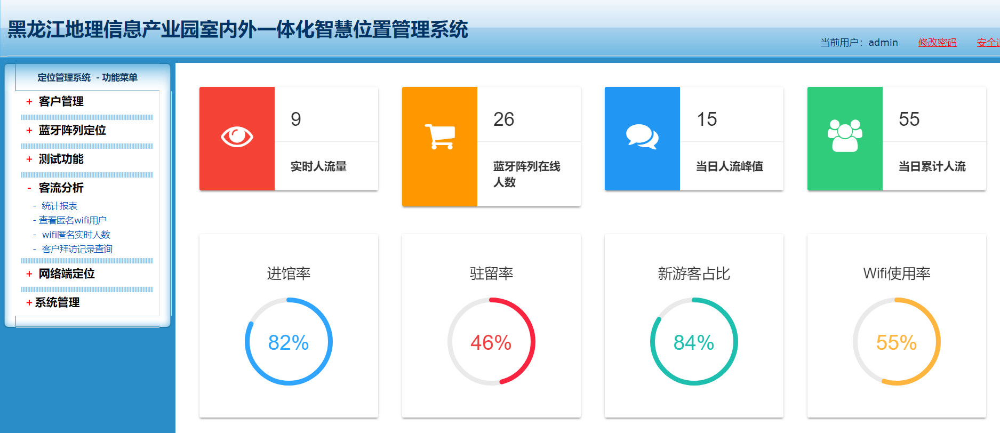 黑龙江地理信息产业园室内外一体化智慧位置管理系统
当前用户：admin 修改密码 安全
定位管理系统 - 功能菜单
+ 客户管理
+ 蓝牙阵列定位
+ 测试功能
- 客流分析
- 统计报表
- 查看匿名wifi用户
- wifi匿名实时人数
- 客户拜访记录查询
+ 网络端定位
+ 系统管理
9
实时人流量
26
蓝牙阵列在线
人数
15
当日人流峰值
55
当日累计人流
进馆率
82%
驻留率
46%
新游客占比
84%
Wifi使用率
55%